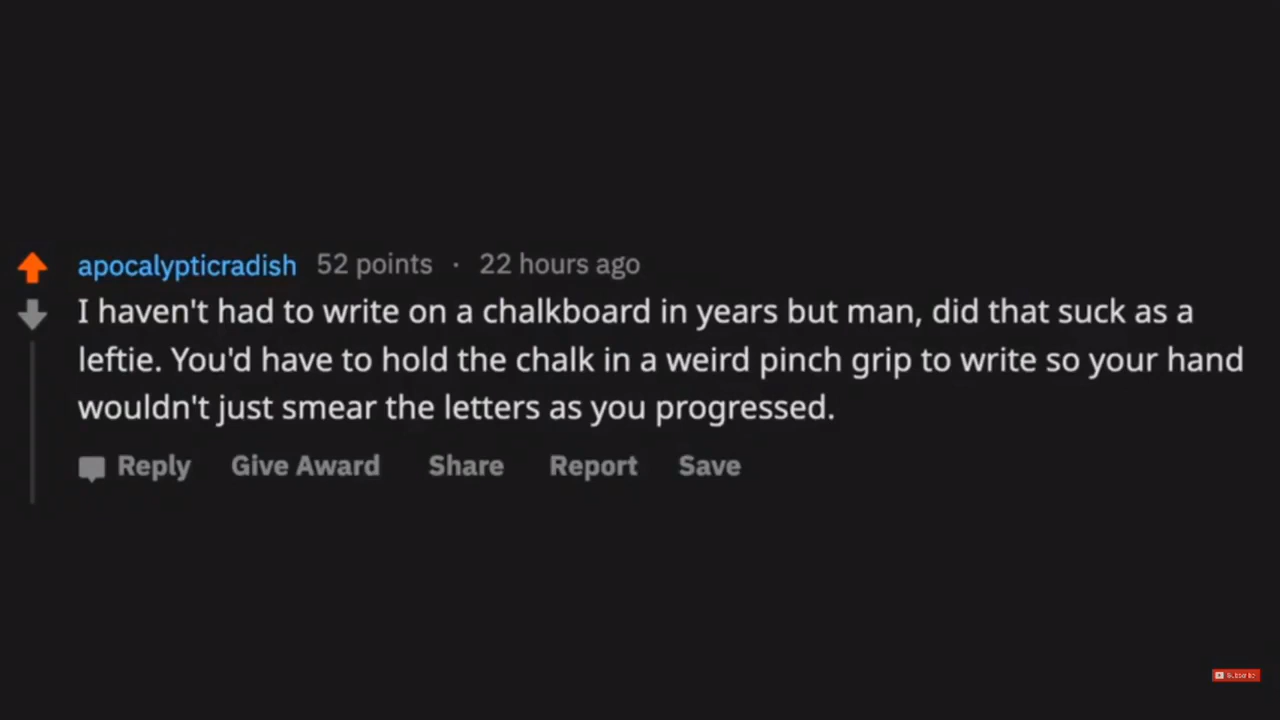 apocalypticradish 52 points · 22 hours ago
I haven't had to write on a chalkboard in years but man, did that suck as a
leftie. You'd have to hold the chalk in a weird pinch grip to write so your hand
wouldn't just smear the letters as you progressed.
Reply Give Award Share Report Save